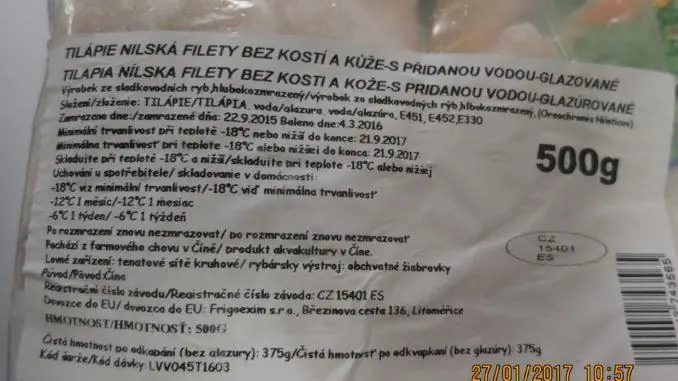 TILÁPIE NILSKÁ FILETY BEZ KOSTÍ A KŮŽE-S PŘIDANOU VODOU-GLAZOVANÉ
TILAPIA NÍLSKA FILETY BEZ KOSTI A KOŽE-S PRIDANOU VODOU-GLAZÚROVANÉ
Výrobek ze sladkovodních ryb,hlubokozmrazený/výrobok zo sladkovodných rýb,hlbokozmrazený, (Oreochromis Niloticus)
Složení/zloženie: TILÁPIE/TILÁPIA, voda/glazura, voda/glazúra, E451, E452,E330
Zamrazeno dne:/zamrazené dňa: 22.9.2015 Baleno dne:4.3.2016
Minimální trvanlivost při teplotě -18°C nebo nižší do konce: 21.9.2017
Minimálna trvanlivosť pri teplote -18°C alebo nižšej do konca: 21.9.2017
Skladujte při teplotě -18°C a nižší/skladujte pri teplote -18°C alebo nižšej
Uchování u spotřebitele/ skladovanie v domácnosti:
-18°C viz minimální trvanlivost/-18°C viď minimálna trvanlivosť
-12°C 1 měsíc/-12°C 1 mesiac
-6°C 1 týden/ -6°C 1 týždeň
500g
Po rozmrazení znovu nezmrazovat/ po rozmrazení znovu nezmrazovať
Pochází z farmového chovu v Číně/ produkt akvakultury v Číne.
Lovné zařízení: tenatové sítě kruhové/ rybársky výstroj: obchvatné žiabrovky
Původ/Pôvod:Čína
Registrační číslo závodu/Registračné číslo závoda: CZ 15401 ES
Dovozce do EU/ dovozca do EU: Frigoexim s.r.o., Březinova cesta 136, Litoměřice
CZ
15401
ES
HMOTNOST/HMOTNOSŤ: 500G
Čistá hmotnost po odkapání (bez glazury): 375g/Čistá hmotnosť po odkvapkaní (bez glazúry): 375g
Kód šarže/Kód dávky: LVV045T1603
27/01/2017 10:57